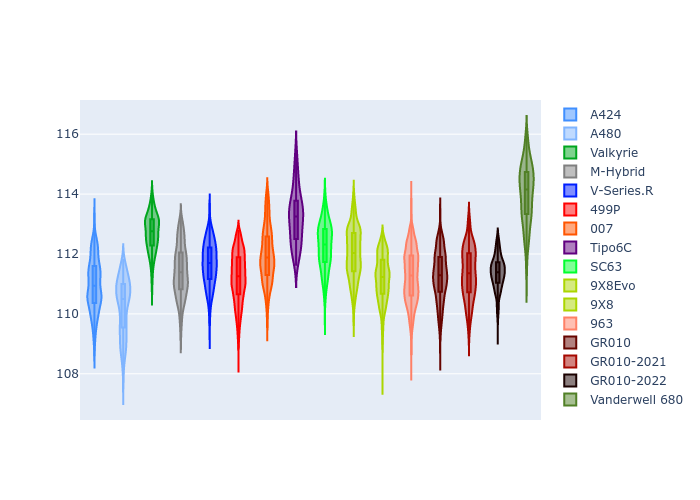 116
114
112
110
108
A424
A480
Valkyrie
M-Hybrid
V-Series.R
499P
007
Tipo6C
SC63
9X8Evo
9X8
963
GR010
GR010-2021
GR010-2022
Vanderwell 680